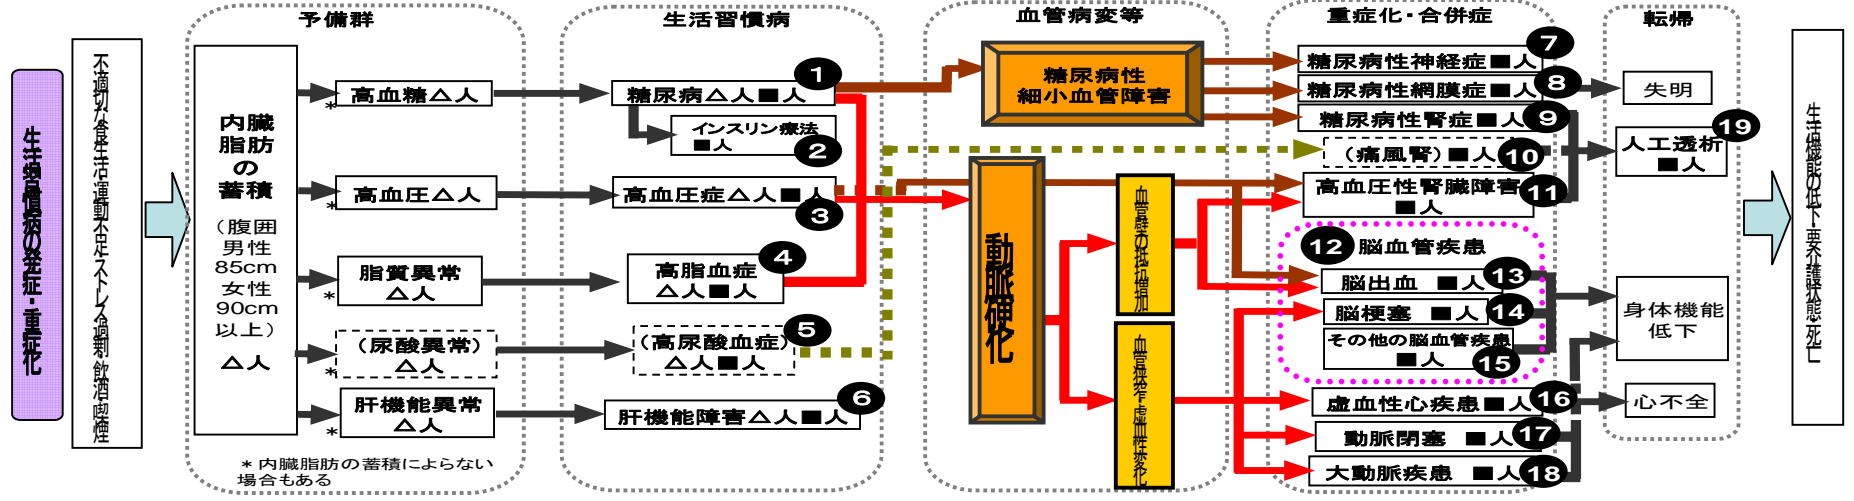 生活習慣病の発症・重症化
不適切な食生活・運動不足・ストレス過剰・飲酒・喫煙
予備群
内臓
脂肪
の
蓄積
（腹囲
男性
85cm
女性
90cm
以上）
△人
高血糖△人
*
高血圧△人
*
脂質異常
△人
*
（尿酸異常）
△人
*
肝機能異常
△人
*
*内臓脂肪の蓄積によらない
場合もある
生活習慣病
1
糖尿病△人■人
インスリン療法
■人
2
高血圧症△人■人
3
高脂血症
△人■人
4
（高尿酸血症）
△人■人
5
肝機能障害△人■人
6
血管病変等
糖尿病性
細小血管障害
動脈硬化
血管壁の抵抗増加
血管狭窄・虚血性変化
重症化・合併症
糖尿病性神経症■人
7
糖尿病性網膜症■人
8
糖尿病性腎症■人
9
（痛風腎）■人
10
高血圧性腎臓障害
■人
11
12
脳血管疾患
脳出血 ■人
13
脳梗塞 ■人
14
その他の脳血管疾患
■人
15
虚血性心疾患■人
16
動脈閉塞 ■人
17
大動脈疾患 ■人
18
転帰
失明
人工透析
■人
19
身体機能
低下
心不全
生活機能の低下・要介護状態・死亡